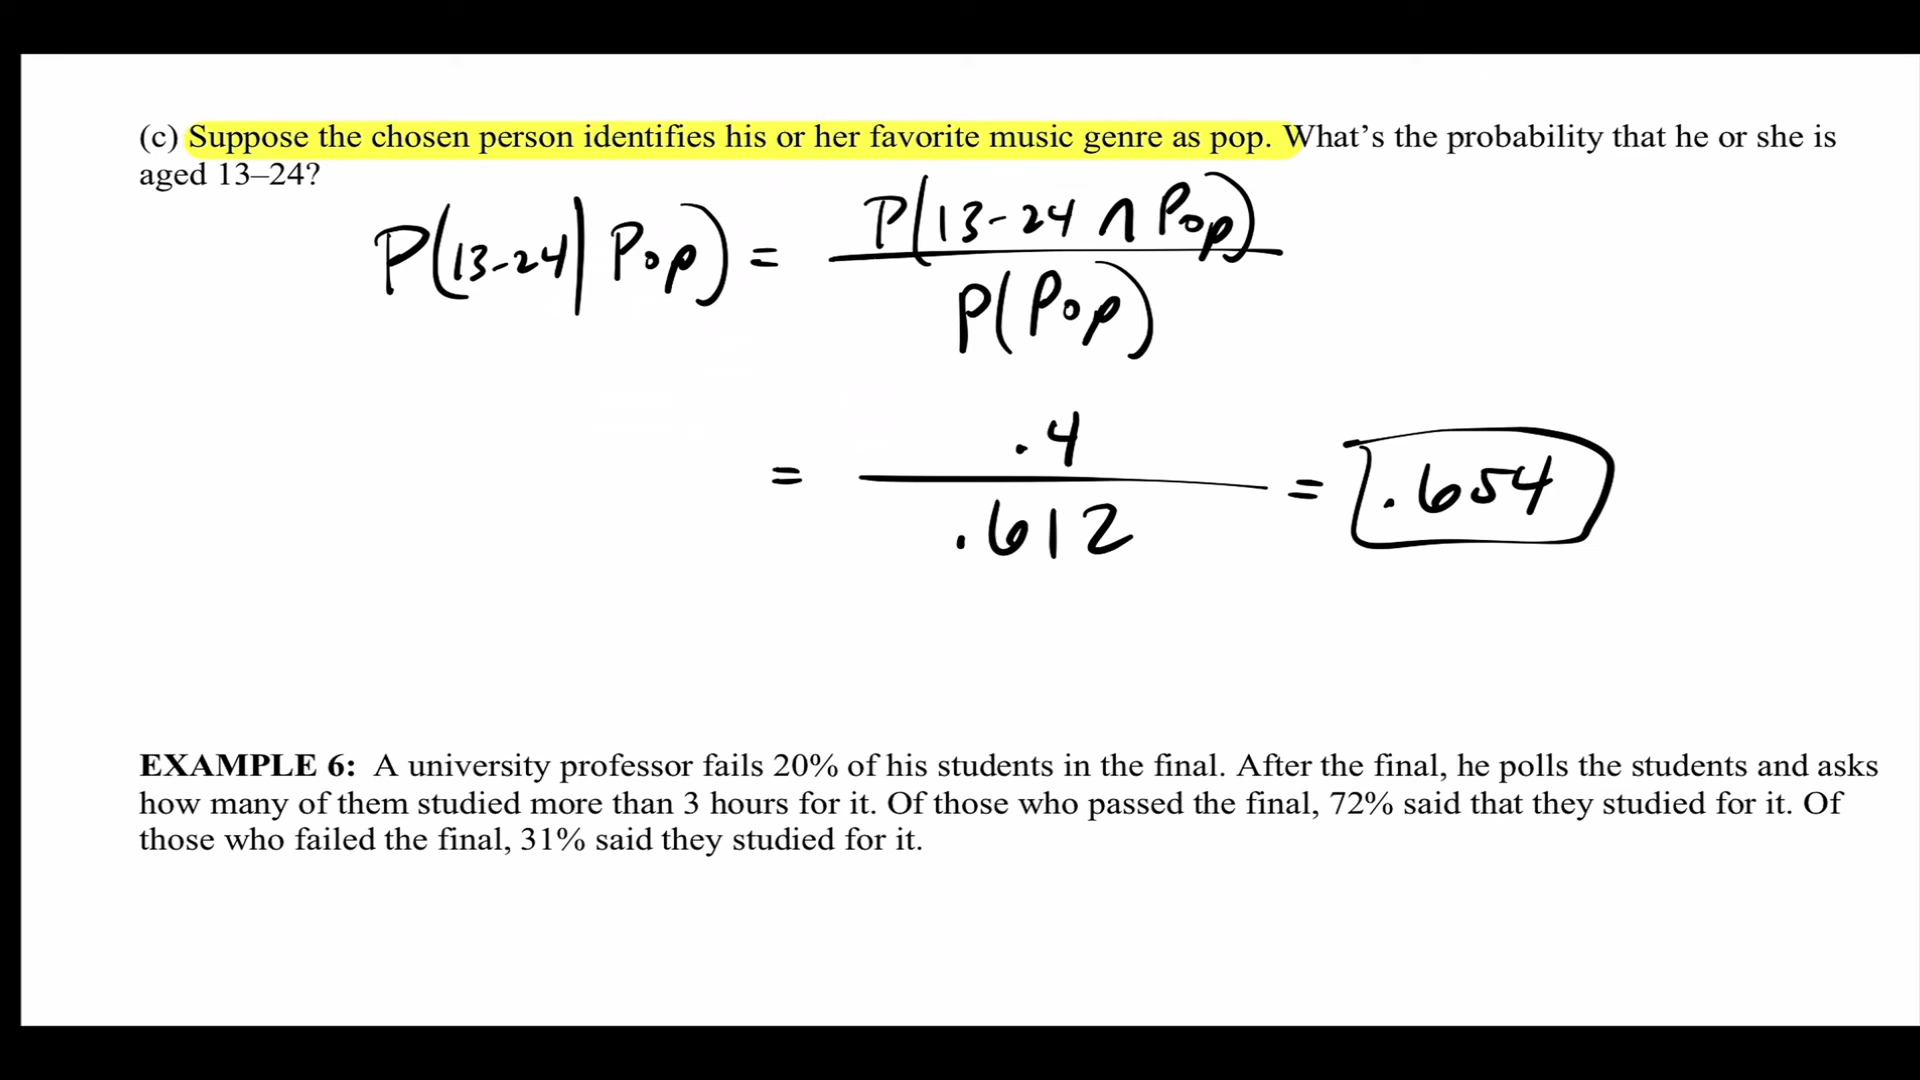 (c) Suppose the chosen person identifies his or her favorite music genre as pop. What’s the probability that he or she is
aged 13–24?
P(13-24 | Pop) = P(13-24 ∩ Pop)
P(Pop)
= .4
.612
= .654
EXAMPLE 6: A university professor fails 20% of his students in the final. After the final, he polls the students and asks
how many of them studied more than 3 hours for it. Of those who passed the final, 72% said that they studied for it. Of
those who failed the final, 31% said they studied for it.